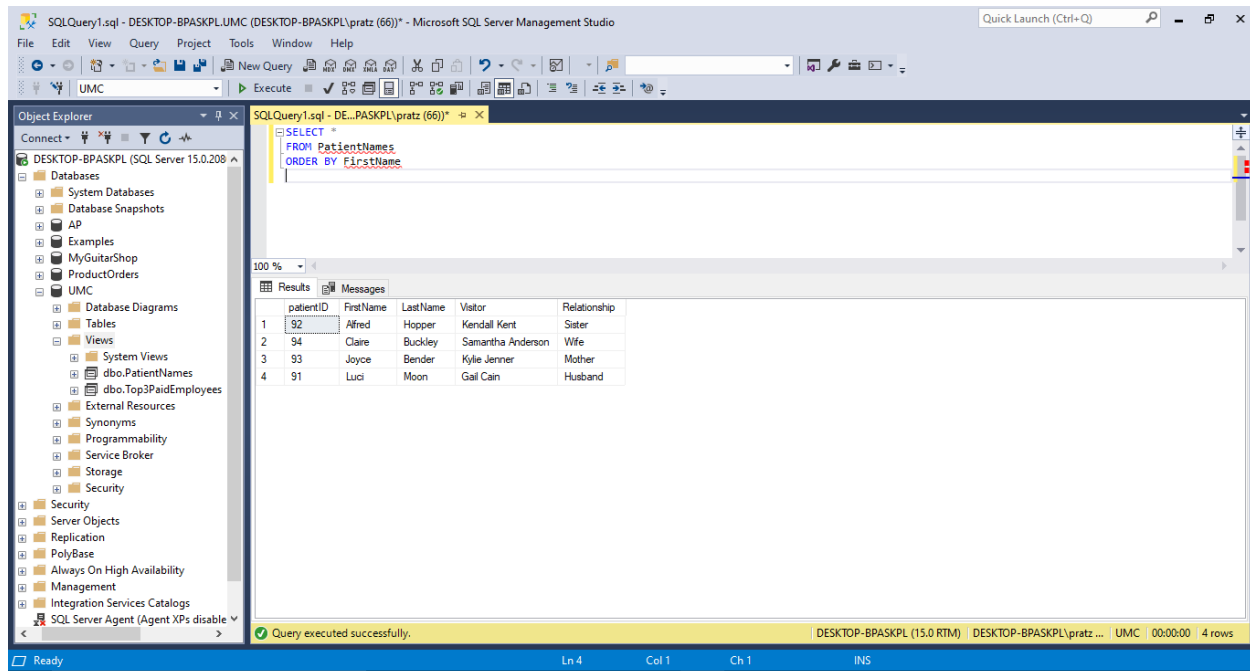 SQLQuery1.sql - DESKTOP-BPASKPL.UMC (DESKTOP-BPASKPL\pratz (66))* - Microsoft SQL Server Management Studio
Quick Launch (Ctrl+Q)
File Edit View Query Project Tools Window Help
New Query MDX DMX XMLA DAX
UMC Execute
Object Explorer
Connect
DESKTOP-BPASKPL (SQL Server 15.0.208
Databases
System Databases
Database Snapshots
AP
Examples
MyGuitarShop
ProductOrders
UMC
Database Diagrams
Tables
Views
System Views
dbo.PatientNames
dbo.Top3PaidEmployees
External Resources
Synonyms
Programmability
Service Broker
Storage
Security
Security
Server Objects
Replication
PolyBase
Always On High Availability
Management
Integration Services Catalogs
SQL Server Agent (Agent XPs disable
SQLQuery1.sql - DE...PASKPL\pratz (66))*
SELECT *
FROM PatientNames
ORDER BY FirstName
100 %
Results Messages
patientID FirstName LastName Visitor Relationship
1 92 Alfred Hopper Kendall Kent Sister
2 94 Claire Buckley Samantha Anderson Wife
3 93 Joyce Bender Kylie Jenner Mother
4 91 Luci Moon Gail Cain Husband
Query executed successfully.
DESKTOP-BPASKPL (15.0 RTM) DESKTOP-BPASKPL\pratz ... UMC 00:00:00 4 rows
Ready Ln 4 Col 1 Ch 1 INS